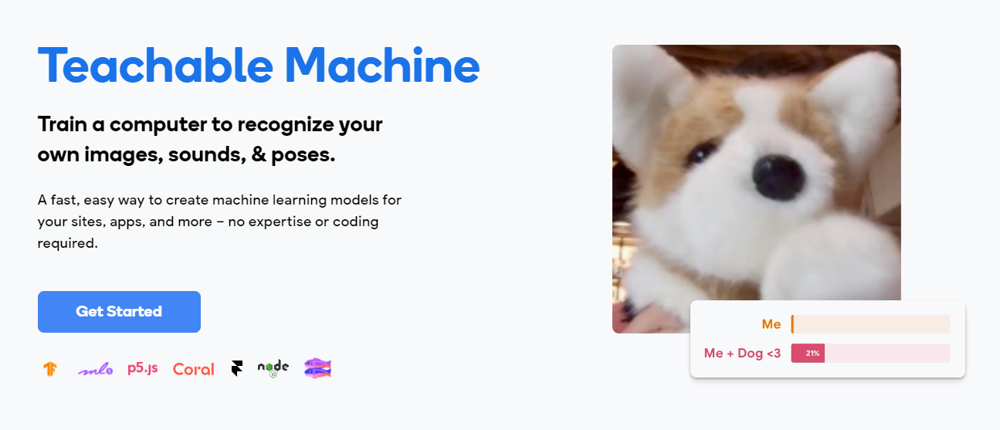 Teachable Machine
Train a computer to recognize your
own images, sounds, & poses.
A fast, easy way to create machine learning models for
your sites, apps, and more – no expertise or coding
required.
Get Started
ml5 p5.js Coral node
Me
Me + Dog <3 21%